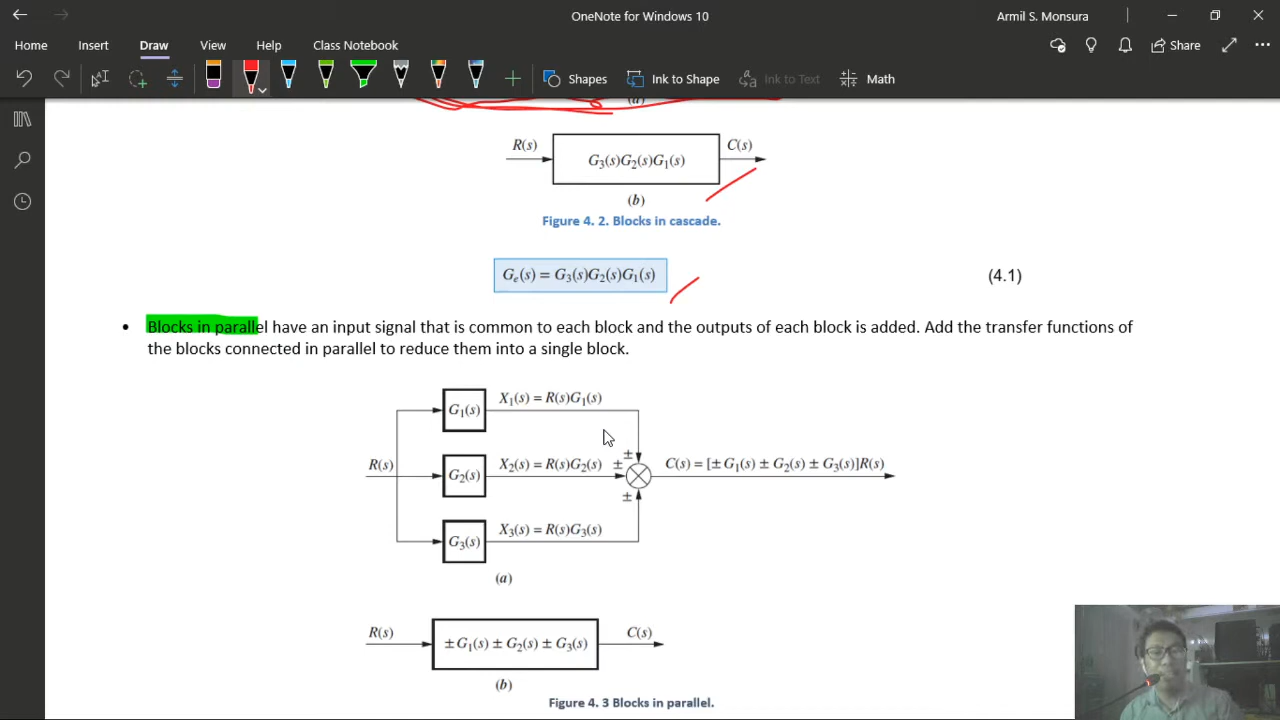 OneNote for Windows 10
Armil S. Monsura
Home Insert Draw View Help Class Notebook
Share
Shapes Ink to Shape Ink to Text Math
(a)
R(s) G₃(s)G₂(s)G₁(s) C(s)
(b)
Figure 4. 2. Blocks in cascade.
Gₑ(s) = G₃(s)G₂(s)G₁(s) (4.1)
• Blocks in parallel have an input signal that is common to each block and the outputs of each block is added. Add the transfer functions of
the blocks connected in parallel to reduce them into a single block.
G₁(s) X₁(s) = R(s)G₁(s)
±
R(s) G₂(s) X₂(s) = R(s)G₂(s) ± C(s) = [± G₁(s) ± G₂(s) ± G₃(s)]R(s)
±
G₃(s) X₃(s) = R(s)G₃(s)
(a)
R(s) ± G₁(s) ± G₂(s) ± G₃(s) C(s)
(b)
Figure 4. 3 Blocks in parallel.